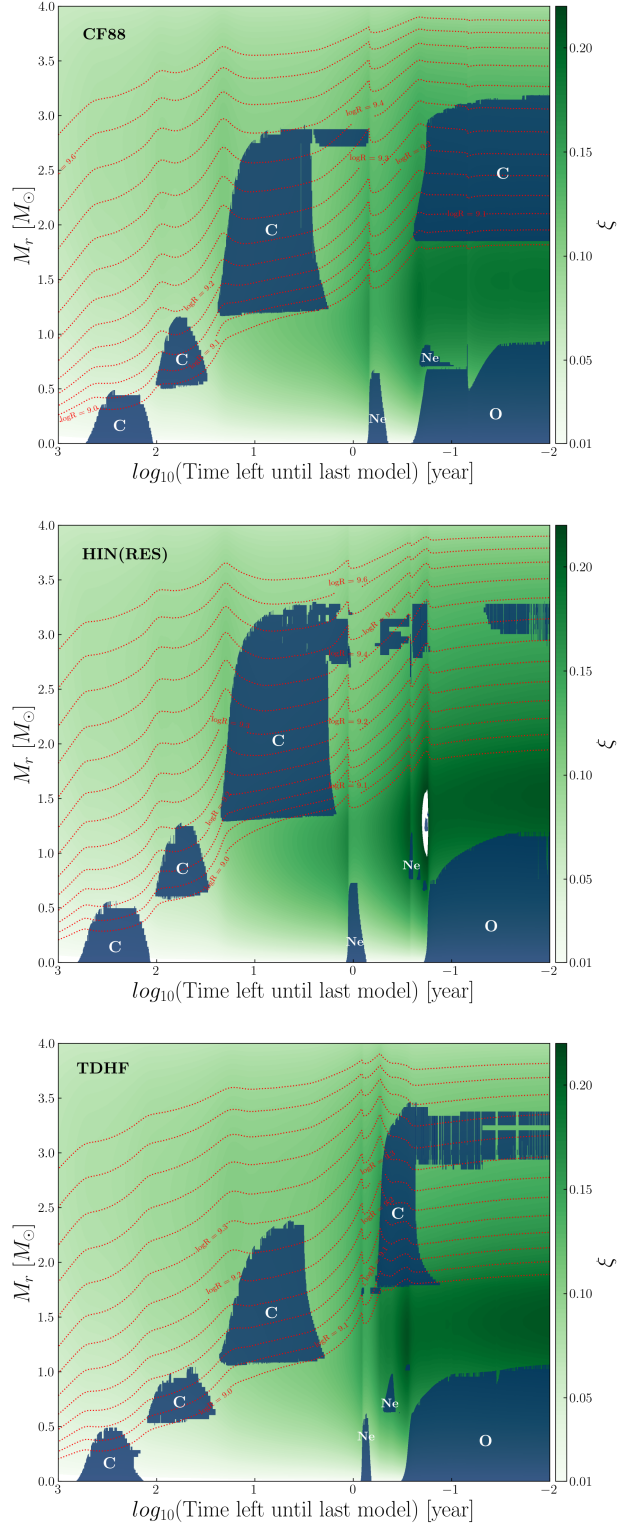 CF88
4.0
3.5
3.0
2.5
2.0
1.5
1.0
0.5
0.0
M_r [M_⊙]
logR = 9.6
logR = 9.4
logR = 9.3
logR = 9.2
logR = 9.1
logR = 9.0
C
C
C
C
Ne
Ne
O
3 2 1 0 −1 −2
log10(Time left until last model) [year]
0.20
0.15
0.10
0.05
0.01
ξ
HIN(RES)
4.0
3.5
3.0
2.5
2.0
1.5
1.0
0.5
0.0
M_r [M_⊙]
logR = 9.6
logR = 9.4
logR = 9.4
logR = 9.2
logR = 9.1
logR = 9.0
C
C
C
Ne
Ne
O
3 2 1 0 −1 −2
log10(Time left until last model) [year]
0.20
0.15
0.10
0.05
0.01
ξ
TDHF
4.0
3.5
3.0
2.5
2.0
1.5
1.0
0.5
0.0
M_r [M_⊙]
logR = 9.3
logR = 9.1
logR = 9.0
C
C
C
C
Ne
Ne
O
3 2 1 0 −1 −2
log10(Time left until last model) [year]
0.20
0.15
0.10
0.05
0.01
ξ